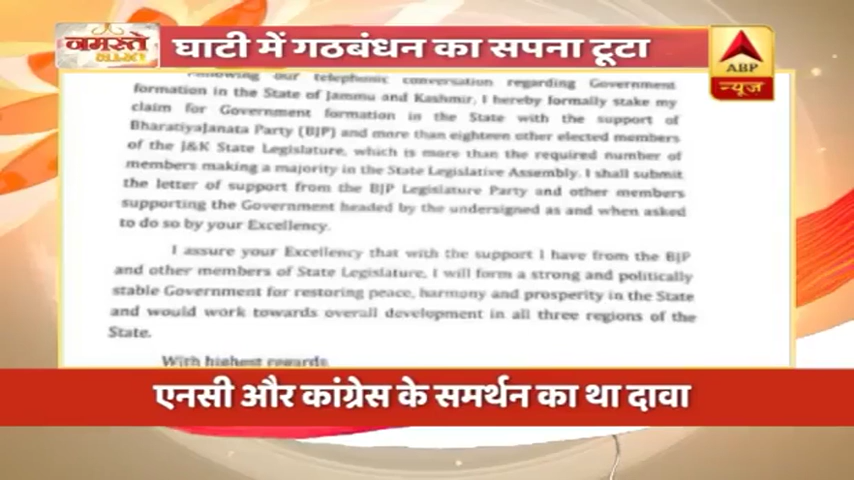 नमस्ते
भारत
घाटी में गठबंधन का सपना टूटा
ABP
न्यूज़
Following our telephonic conversation regarding Government
formation in the State of Jammu and Kashmir, I hereby formally stake my
claim for Government formation in the State with the support of
BharatiyaJanata Party (BJP) and more than eighteen other elected members
of the J&K State Legislature, which is more than the required number of
members making a majority in the State Legislative Assembly. I shall submit
the letter of support from the BJP Legislature Party and other members
supporting the Government headed by the undersigned as and when asked
to do so by your Excellency.
I assure your Excellency that with the support I have from the BJP
and other members of State Legislature, I will form a strong and politically
stable Government for restoring peace, harmony and prosperity in the State
and would work towards overall development in all three regions of the
State.
With highest regards
एनसी और कांग्रेस के समर्थन का था दावा